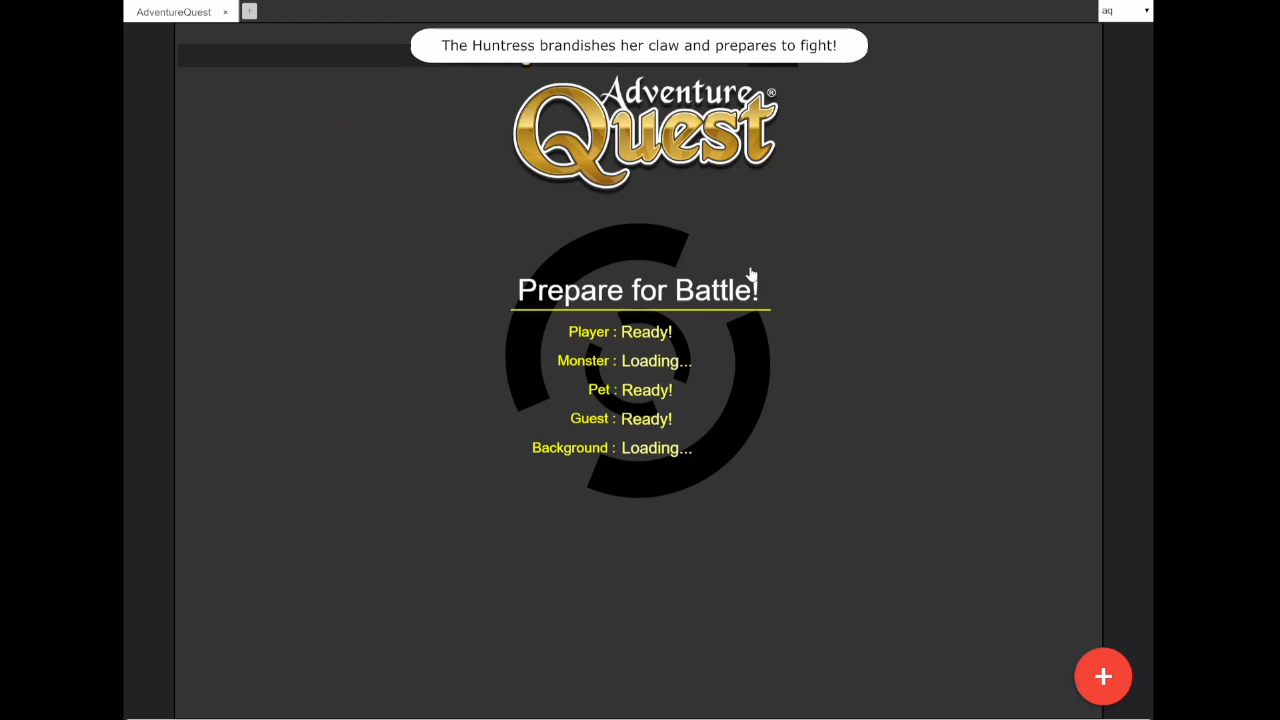 AdventureQuest × +
aq ▼
The Huntress brandishes her claw and prepares to fight!
Adventure ®
Quest
Prepare for Battle!
Player : Ready!
Monster : Loading...
Pet : Ready!
Guest : Ready!
Background : Loading...
+